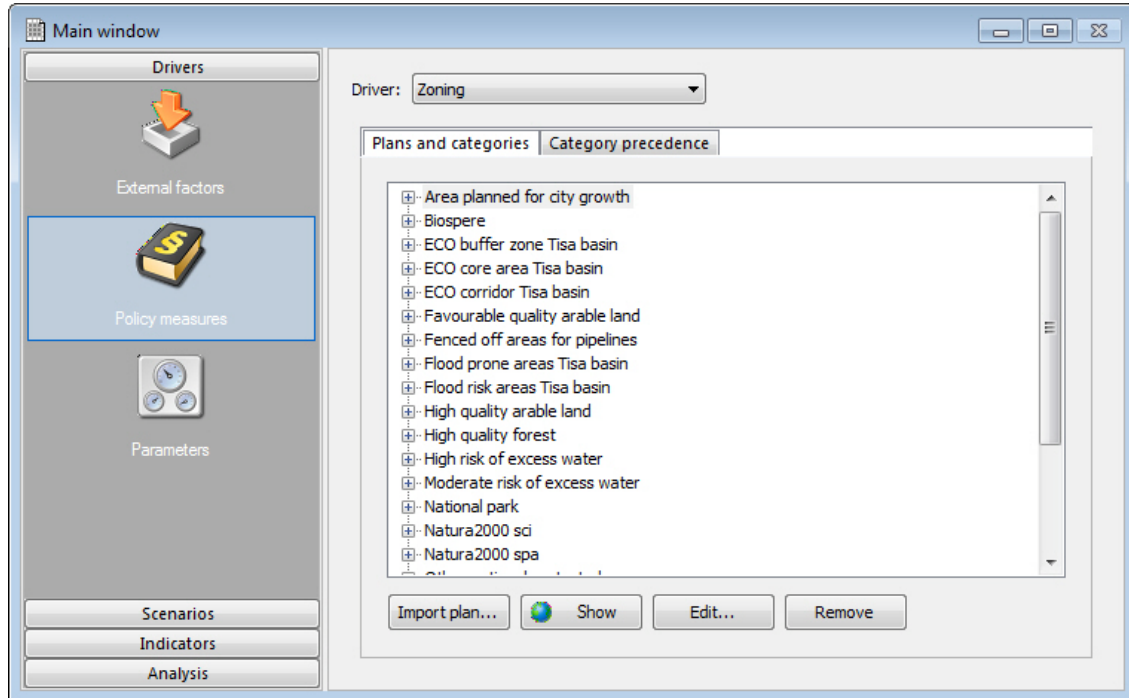 Main window
Drivers
External factors
Policy measures
Parameters
Scenarios
Indicators
Analysis
Driver: Zoning
Plans and categories Category precedence
Area planned for city growth
Biospere
ECO buffer zone Tisa basin
ECO core area Tisa basin
ECO corridor Tisa basin
Favourable quality arable land
Fenced off areas for pipelines
Flood prone areas Tisa basin
Flood risk areas Tisa basin
High quality arable land
High quality forest
High risk of excess water
Moderate risk of excess water
National park
Natura2000 sci
Natura2000 spa
Import plan... Show Edit... Remove